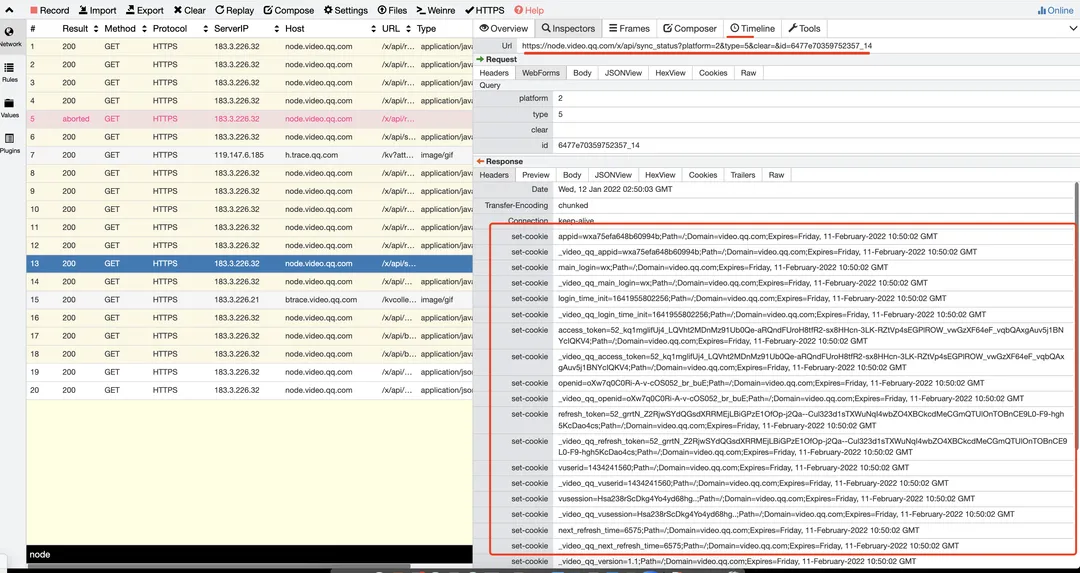 Record Import Export Clear Replay Compose Settings Files Weinre HTTPS Help Online
Network
Rules
Values
Plugins
# Result Method Protocol ServerIP Host URL Type
1 200 GET HTTPS 183.3.226.32 node.video.qq.com /x/api/r... application/java
2 200 GET HTTPS 183.3.226.32 node.video.qq.com /x/api/r... application/java
3 200 GET HTTPS 183.3.226.32 node.video.qq.com /x/api/r... application/java
4 200 GET HTTPS 183.3.226.32 node.video.qq.com /x/api/r... application/java
5 aborted GET HTTPS 183.3.226.32 node.video.qq.com /x/api/r...
6 200 GET HTTPS 183.3.226.32 node.video.qq.com /x/api/s... application/java
7 200 GET HTTPS 119.147.6.185 h.trace.qq.com /kv?att... image/gif
8 200 GET HTTPS 183.3.226.32 node.video.qq.com /x/api/r... application/java
9 200 GET HTTPS 183.3.226.32 node.video.qq.com /x/api/r... application/java
10 200 GET HTTPS 183.3.226.32 node.video.qq.com /x/api/r... application/java
11 200 GET HTTPS 183.3.226.32 node.video.qq.com /x/api/r... application/java
12 200 GET HTTPS 183.3.226.32 node.video.qq.com /x/api/r... application/java
13 200 GET HTTPS 183.3.226.32 node.video.qq.com /x/api/s...
14 200 GET HTTPS 183.3.226.32 node.video.qq.com /x/api/r... application/java
15 200 GET HTTPS 183.3.226.21 btrace.video.qq.com /kvcolle... image/gif
16 200 GET HTTPS 183.3.226.32 node.video.qq.com /x/api/... application/java
17 200 GET HTTPS 183.3.226.32 node.video.qq.com /x/api/b... application/java
18 200 GET HTTPS 183.3.226.32 node.video.qq.com /x/api/b... application/java
19 200 GET HTTPS 183.3.226.32 node.video.qq.com /x/api/... application/json
20 200 GET HTTPS 183.3.226.32 node.video.qq.com /x/api/... application/json
node
Overview Inspectors Frames Composer Timeline Tools
Url https://node.video.qq.com/x/api/sync_status?platform=2&type=5&clear=&id=6477e70359752357_14
Request
Headers WebForms Body JSONView HexView Cookies Raw
Query
platform 2
type 5
clear
id 6477e70359752357_14
Response
Headers Preview Body JSONView HexView Cookies Trailers Raw
Date Wed, 12 Jan 2022 02:50:03 GMT
Transfer-Encoding chunked
Connection keep-alive
set-cookie appid=wxa75efa648b60994b;Path=/;Domain=video.qq.com;Expires=Friday, 11-February-2022 10:50:02 GMT
set-cookie _video_qq_appid=wxa75efa648b60994b;Path=/;Domain=video.qq.com;Expires=Friday, 11-February-2022 10:50:02 GMT
set-cookie main_login=wx;Path=/;Domain=video.qq.com;Expires=Friday, 11-February-2022 10:50:02 GMT
set-cookie _video_qq_main_login=wx;Path=/;Domain=video.qq.com;Expires=Friday, 11-February-2022 10:50:02 GMT
set-cookie login_time_init=1641955802256;Path=/;Domain=video.qq.com;Expires=Friday, 11-February-2022 10:50:02 GMT
set-cookie _video_qq_login_time_init=1641955802256;Path=/;Domain=video.qq.com;Expires=Friday, 11-February-2022 10:50:02 GMT
set-cookie access_token=52_kq1mglifUj4_LQVht2MDnMz91Ub0Qe-aRQndFUroH8tfR2-sx8HHcn-3LK-RZtVp4sEGPlROW_vwGzXF64eF_vqbQAxgAuv5j1BN
YcIQKV4;Path=/;Domain=video.qq.com;Expires=Friday, 11-February-2022 10:50:02 GMT
set-cookie _video_qq_access_token=52_kq1mglifUj4_LQVht2MDnMz91Ub0Qe-aRQndFUroH8tfR2-sx8HHcn-3LK-RZtVp4sEGPlROW_vwGzXF64eF_vqbQAx
gAuv5j1BNYcIQKV4;Path=/;Domain=video.qq.com;Expires=Friday, 11-February-2022 10:50:02 GMT
set-cookie openid=oXw7q0C0Ri-A-v-cOS052_br_buE;Path=/;Domain=video.qq.com;Expires=Friday, 11-February-2022 10:50:02 GMT
set-cookie _video_qq_openid=oXw7q0C0Ri-A-v-cOS052_br_buE;Path=/;Domain=video.qq.com;Expires=Friday, 11-February-2022 10:50:02 GMT
set-cookie refresh_token=52_grrtN_Z2RjwSYdQGsdXRRMEjLBiGPzE1OfOp-j2Qa--Cul323d1sTXWuNqI4wbZO4XBCkcdMeCGmQTUlOnTOBnCE9L0-F9-hgh
5KcDao4cs;Path=/;Domain=video.qq.com;Expires=Friday, 11-February-2022 10:50:02 GMT
set-cookie _video_qq_refresh_token=52_grrtN_Z2RjwSYdQGsdXRRMEjLBiGPzE1OfOp-j2Qa--Cul323d1sTXWuNqI4wbZO4XBCkcdMeCGmQTUlOnTOBnCE9
L0-F9-hgh5KcDao4cs;Path=/;Domain=video.qq.com;Expires=Friday, 11-February-2022 10:50:02 GMT
set-cookie vuserid=1434241560;Path=/;Domain=video.qq.com;Expires=Friday, 11-February-2022 10:50:02 GMT
set-cookie _video_qq_vuserid=1434241560;Path=/;Domain=video.qq.com;Expires=Friday, 11-February-2022 10:50:02 GMT
set-cookie vusession=Hsa238rScDkg4Yo4yd68hg..;Path=/;Domain=video.qq.com;Expires=Friday, 11-February-2022 10:50:02 GMT
set-cookie _video_qq_vusession=Hsa238rScDkg4Yo4yd68hg..;Path=/;Domain=video.qq.com;Expires=Friday, 11-February-2022 10:50:02 GMT
set-cookie next_refresh_time=6575;Path=/;Domain=video.qq.com;Expires=Friday, 11-February-2022 10:50:02 GMT
set-cookie _video_qq_next_refresh_time=6575;Path=/;Domain=video.qq.com;Expires=Friday, 11-February-2022 10:50:02 GMT
set-cookie _video_qq_version=1.1;Path=/;Domain=video.qq.com;Expires=Friday, 11-February-2022 10:50:02 GMT